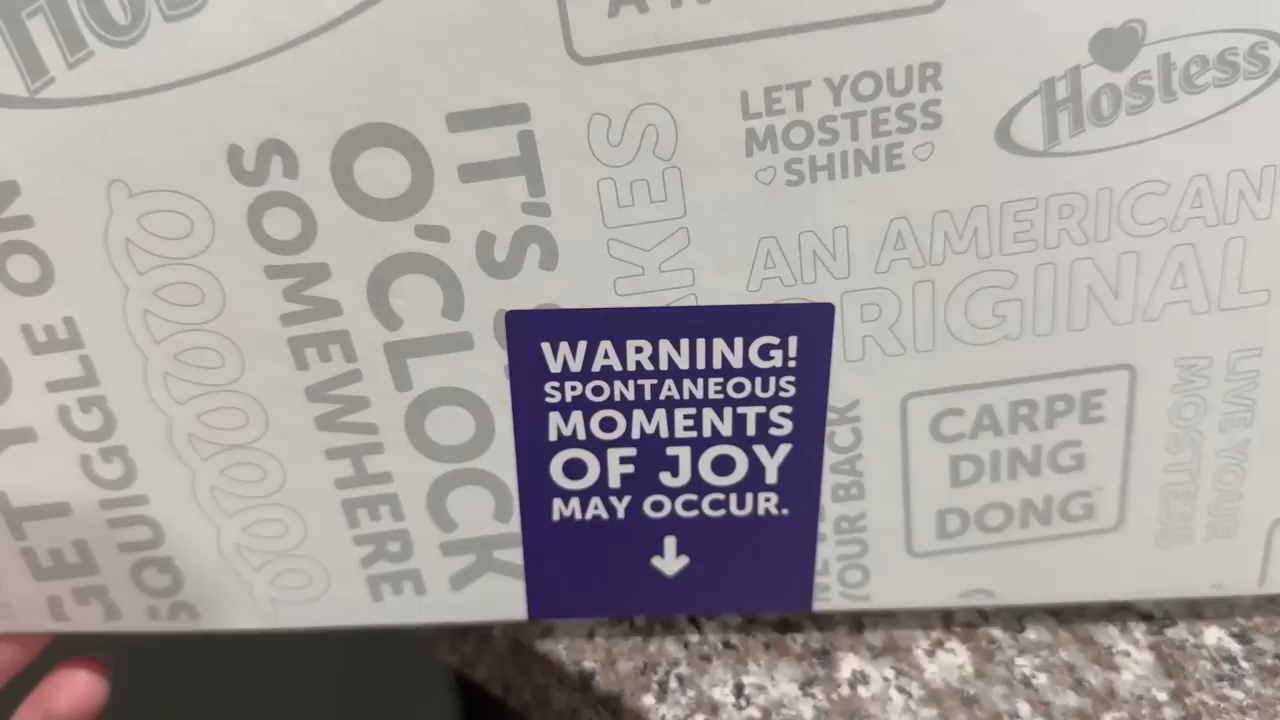 Hostess
LET YOUR
MOSTESS
SHINE
AN AMERICAN
ORIGINAL
CARPE
DING
DONG
LIVE YOUR
MOSTESS
YOUR BACK
IT'S
O'CLOCK
SOMEWHERE
SQUIGGLE ON
WARNING!
SPONTANEOUS
MOMENTS
OF JOY
MAY OCCUR.